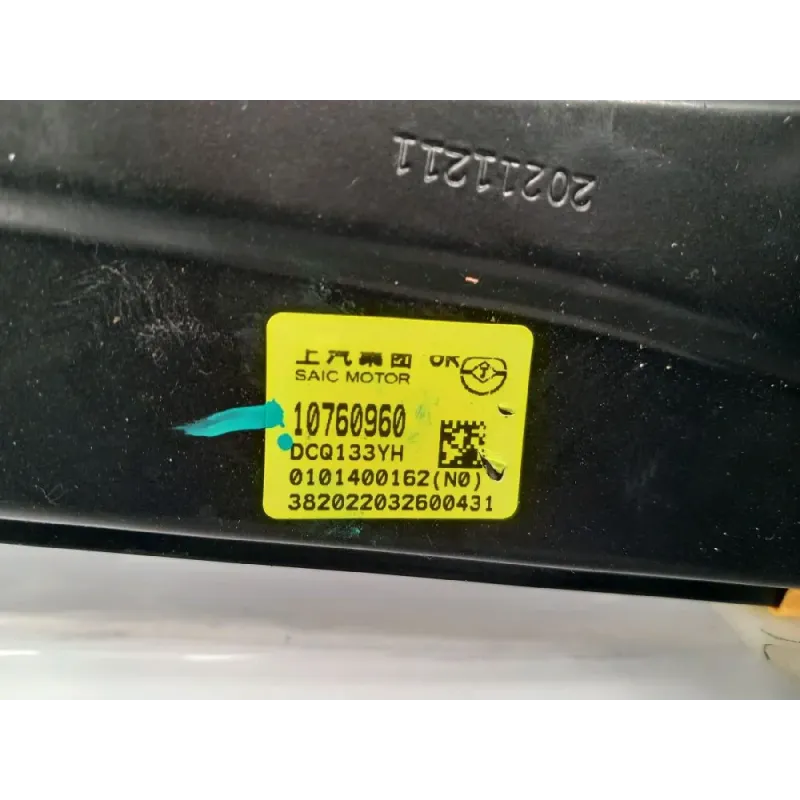 20211211
上汽集团 OK
SAIC MOTOR
10760960
DCQ133YH
0101400162(N0)
382022032600431